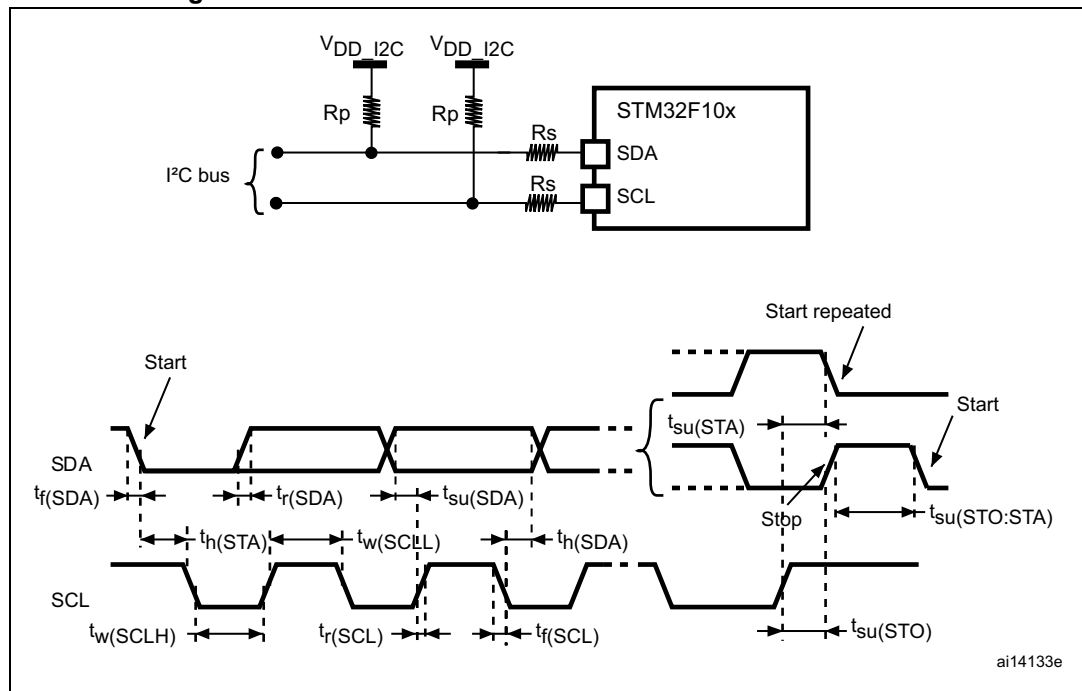 V DD_I2C V DD_I2C
Rp Rp
STM32F10x
Rs
SDA
I²C bus
Rs
SCL
Start repeated
Start
Start
tsu(STA)
SDA
tf(SDA) tr(SDA) tsu(SDA)
Stop
tsu(STO:STA)
th(STA) tw(SCLL) th(SDA)
SCL
tw(SCLH) tr(SCL) tf(SCL) tsu(STO)
ai14133e